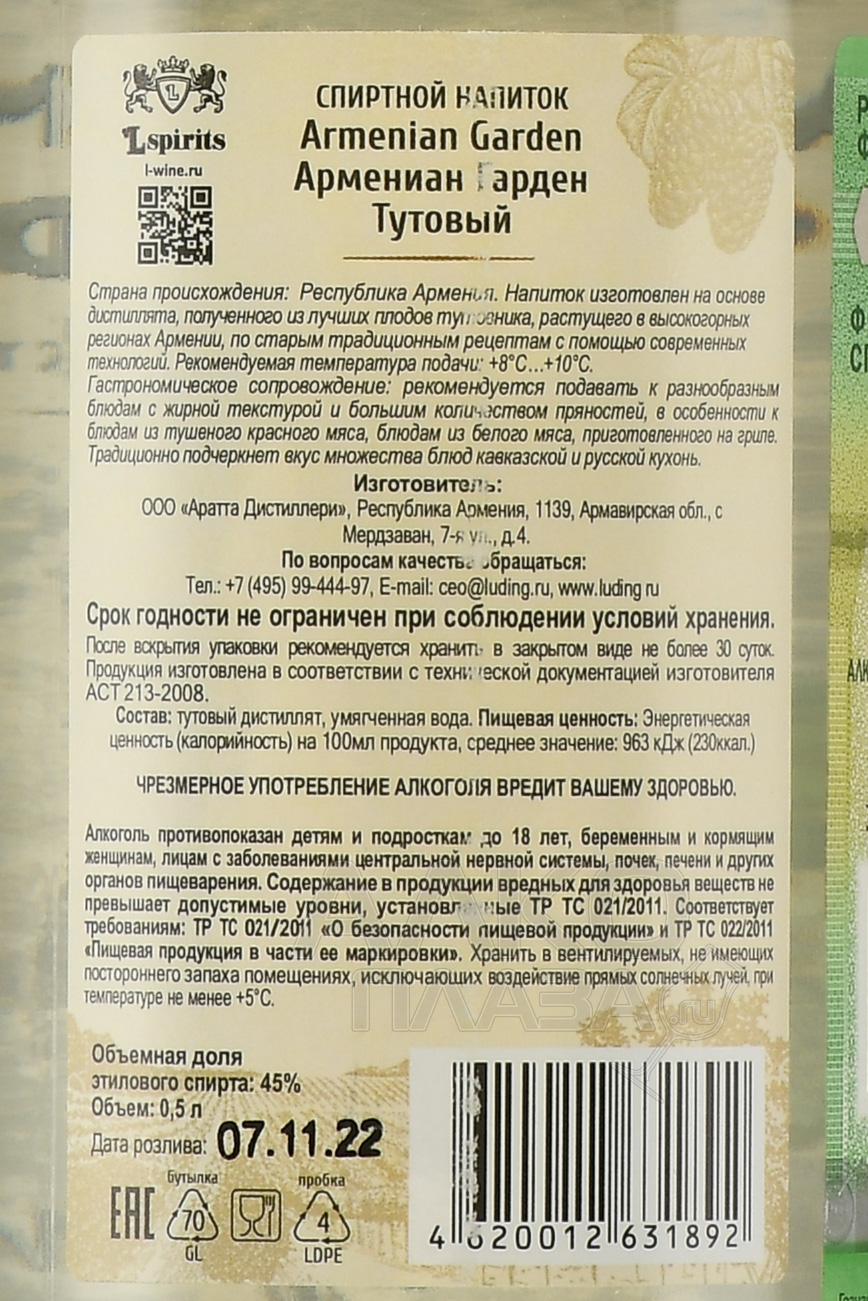 Lspirits
l-wine.ru
СПИРТНОЙ НАПИТОК
Armenian Garden
Армениан Гарден
Тутовый
Страна происхождения: Республика Армения. Напиток изготовлен на основе
дистиллята, полученного из лучших плодов тутовника, растущего в высокогорных
регионах Армении, по старым традиционным рецептам с помощью современных
технологий. Рекомендуемая температура подачи: +8°C...+10°C.
Гастрономическое сопровождение: рекомендуется подавать к разнообразным
блюдам с жирной текстурой и большим количеством пряностей, в особенности к
блюдам из тушеного красного мяса, блюдам из белого мяса, приготовленного на гриле.
Традиционно подчеркнет вкус множества блюд кавказской и русской кухонь.
Изготовитель:
ООО «Аратта Дистиллери», Республика Армения, 1139, Армавирская обл., с
Мердзаван, 7-я ул., д.4.
По вопросам качества обращаться:
Тел.: +7 (495) 99-444-97, E-mail: ceo@luding.ru, www.luding.ru
Срок годности не ограничен при соблюдении условий хранения.
После вскрытия упаковки рекомендуется хранить в закрытом виде не более 30 суток.
Продукция изготовлена в соответствии с технической документацией изготовителя
АСТ 213-2008.
Состав: тутовый дистиллят, умягченная вода. Пищевая ценность: Энергетическая
ценность (калорийность) на 100мл продукта, среднее значение: 963 кДж (230ккал.)
ЧРЕЗМЕРНОЕ УПОТРЕБЛЕНИЕ АЛКОГОЛЯ ВРЕДИТ ВАШЕМУ ЗДОРОВЬЮ.
Алкоголь противопоказан детям и подросткам до 18 лет, беременным и кормящим
женщинам, лицам с заболеваниями центральной нервной системы, почек, печени и других
органов пищеварения. Содержание в продукции вредных для здоровья веществ не
превышает допустимые уровни, установленные ТР ТС 021/2011. Соответствует
требованиям: ТР ТС 021/2011 «О безопасности пищевой продукции» и ТР ТС 022/2011
«Пищевая продукция в части ее маркировки». Хранить в вентилируемых, не имеющих
постороннего запаха помещениях, исключающих воздействие прямых солнечных лучей, при
температуре не менее +5°C.
ПЛАЗА.ru
Объемная доля
этилового спирта: 45%
Объем: 0,5 л
Дата розлива: 07.11.22
EAC
бутылка
70
GL
пробка
4
LDPE
4 620012 631892